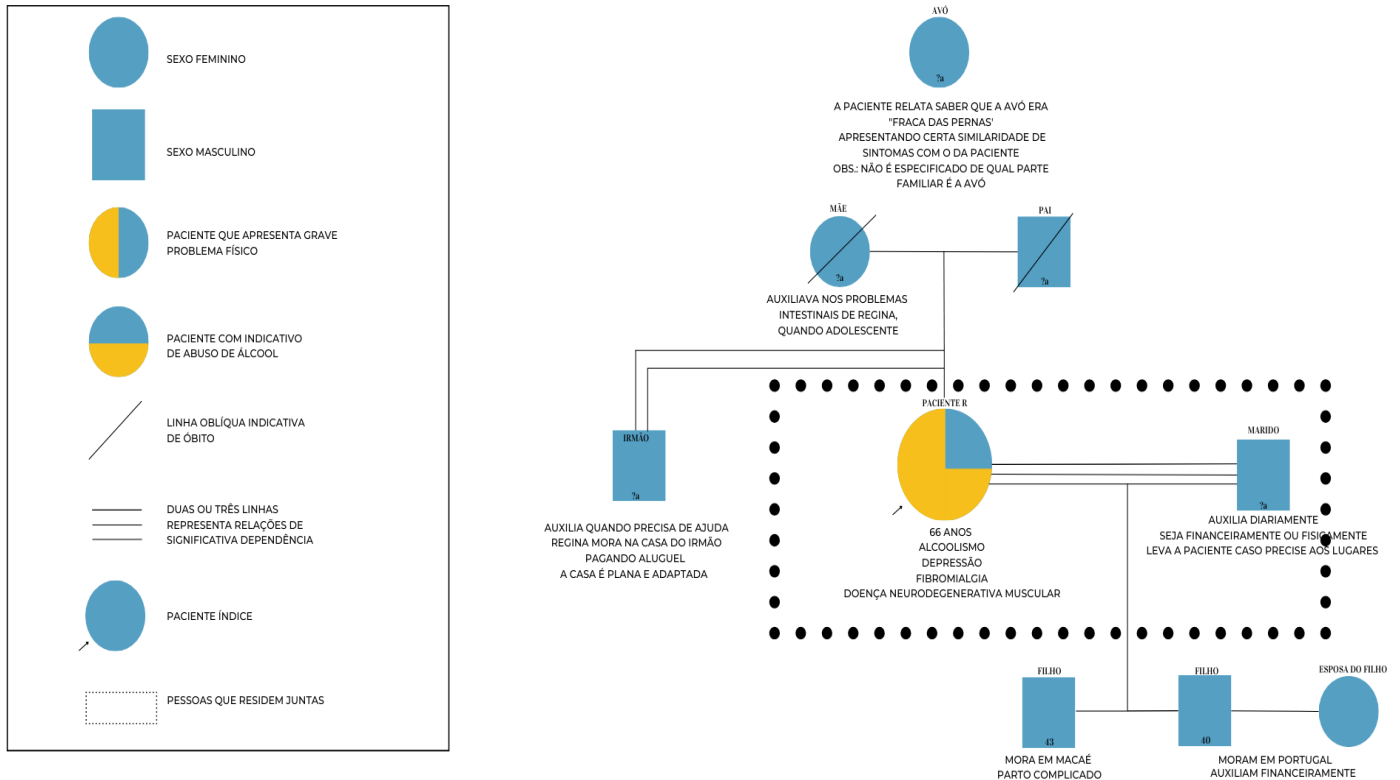 SEXO FEMININO
SEXO MASCULINO
PACIENTE QUE APRESENTA GRAVE
PROBLEMA FÍSICO
PACIENTE COM INDICATIVO
DE ABUSO DE ÁLCOOL
LINHA OBLÍQUA INDICATIVA
DE ÓBITO
DUAS OU TRÊS LINHAS
REPRESENTA RELAÇÕES DE
SIGNIFICATIVA DEPENDÊNCIA
PACIENTE ÍNDICE
PESSOAS QUE RESIDEM JUNTAS
AVÓ
?a
A PACIENTE RELATA SABER QUE A AVÓ ERA
"FRACA DAS PERNAS'
APRESENTANDO CERTA SIMILARIDADE DE
SINTOMAS COM O DA PACIENTE
OBS.: NÃO É ESPECIFICADO DE QUAL PARTE
FAMILIAR É A AVÓ
MÃE
?a
AUXILIAVA NOS PROBLEMAS
INTESTINAIS DE REGINA,
QUANDO ADOLESCENTE
PAI
?a
IRMÃO
?a
AUXILIA QUANDO PRECISA DE AJUDA
REGINA MORA NA CASA DO IRMÃO
PAGANDO ALUGUEL
A CASA É PLANA E ADAPTADA
PACIENTE R
66 ANOS
ALCOOLISMO
DEPRESSÃO
FIBROMIALGIA
DOENÇA NEURODEGENERATIVA MUSCULAR
MARIDO
?a
AUXILIA DIARIAMENTE
SEJA FINANCEIRAMENTE OU FISICAMENTE
LEVA A PACIENTE CASO PRECISE AOS LUGARES
FILHO
43
MORA EM MACAÉ
PARTO COMPLICADO
FILHO
40
ESPOSA DO FILHO
MORAM EM PORTUGAL
AUXILIAM FINANCEIRAMENTE